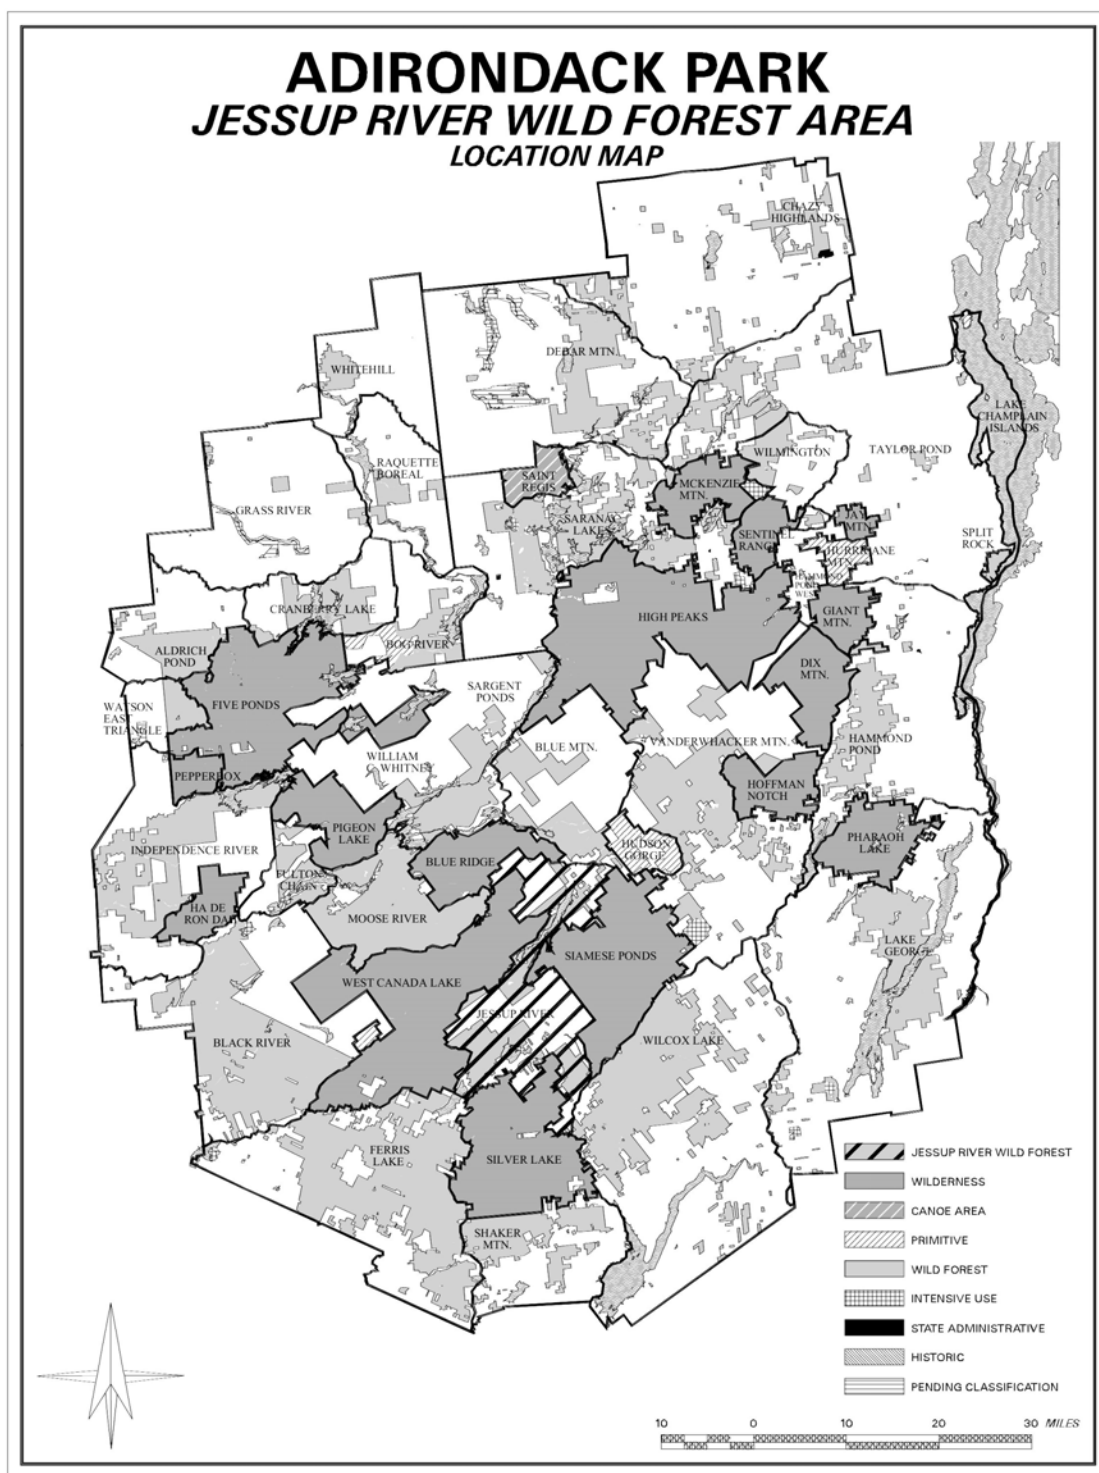 ADIRONDACK PARK
JESSUP RIVER WILD FOREST AREA
LOCATION MAP
CHAZY
HIGHLANDS
DEBAR MTN.
WHITEHILL
LAKE
CHAMPLAIN
ISLANDS
WILMINGTON
TAYLOR POND
RAQUETTE
BOREAL
SAINT
REGIS
MCKENZIE
MTN.
GRASS RIVER
SARANAC
LAKES
JAY
MTN.
SENTINEL
RANGE
SPLIT
ROCK
HURRICANE
MTN.
HAMMOND
POND
WEST
CRANBERRY LAKE
HIGH PEAKS
GIANT
MTN.
BOG RIVER
ALDRICH
POND
DIX
MTN.
SARGENT
PONDS
FIVE PONDS
WATSON
EAST
TRIANGLE
BLUE MTN.
VANDERWHACKER MTN.
HAMMOND
POND
WILLIAM
C. WHITNEY
PEPPERBOX
HOFFMAN
NOTCH
PIGEON
LAKE
PHARAOH
LAKE
INDEPENDENCE RIVER
BLUE RIDGE
HUDSON
GORGE
FULTON
CHAIN
HA DE
RON DAH
MOOSE RIVER
LAKE
GEORGE
SIAMESE PONDS
WEST CANADA LAKE
JESSUP RIVER
BLACK RIVER
WILCOX LAKE
FERRIS
LAKE
SILVER LAKE
SHAKER
MTN.
JESSUP RIVER WILD FOREST
WILDERNESS
CANOE AREA
PRIMITIVE
WILD FOREST
INTENSIVE USE
STATE ADMINISTRATIVE
HISTORIC
PENDING CLASSIFICATION
10 0 10 20 30 MILES